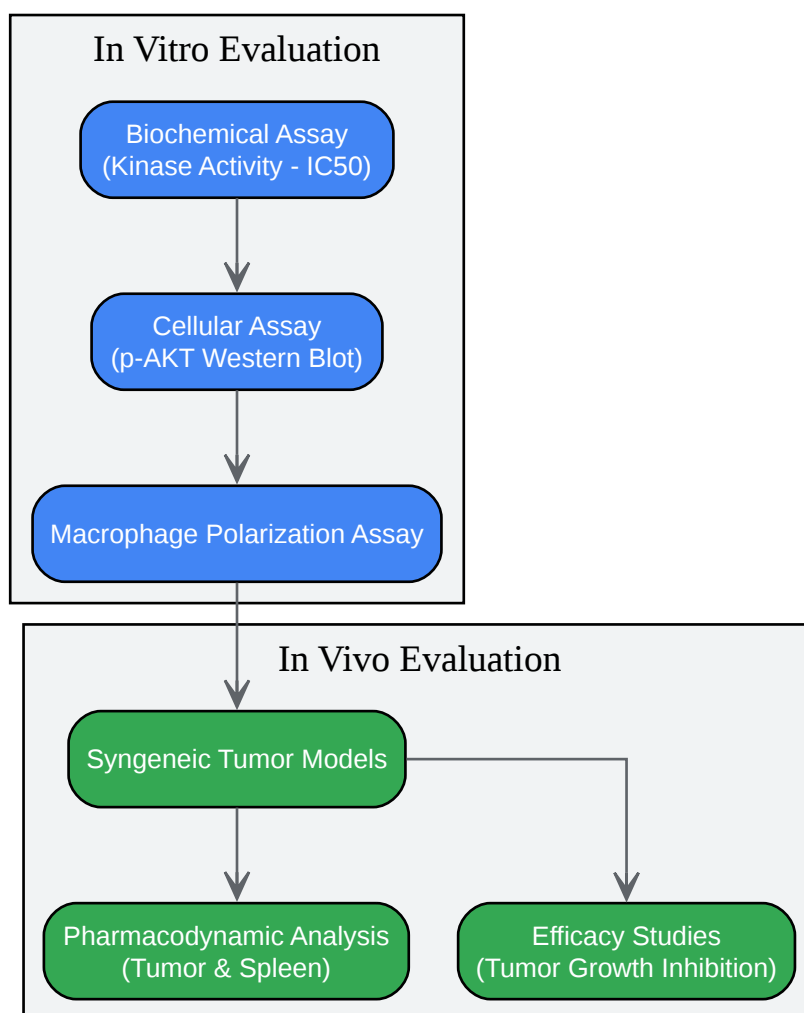 In Vitro Evaluation
Biochemical Assay
(Kinase Activity - IC50)
Cellular Assay
(p-AKT Western Blot)
Macrophage Polarization Assay
In Vivo Evaluation
Syngeneic Tumor Models
Pharmacodynamic Analysis
(Tumor & Spleen)
Efficacy Studies
(Tumor Growth Inhibition)